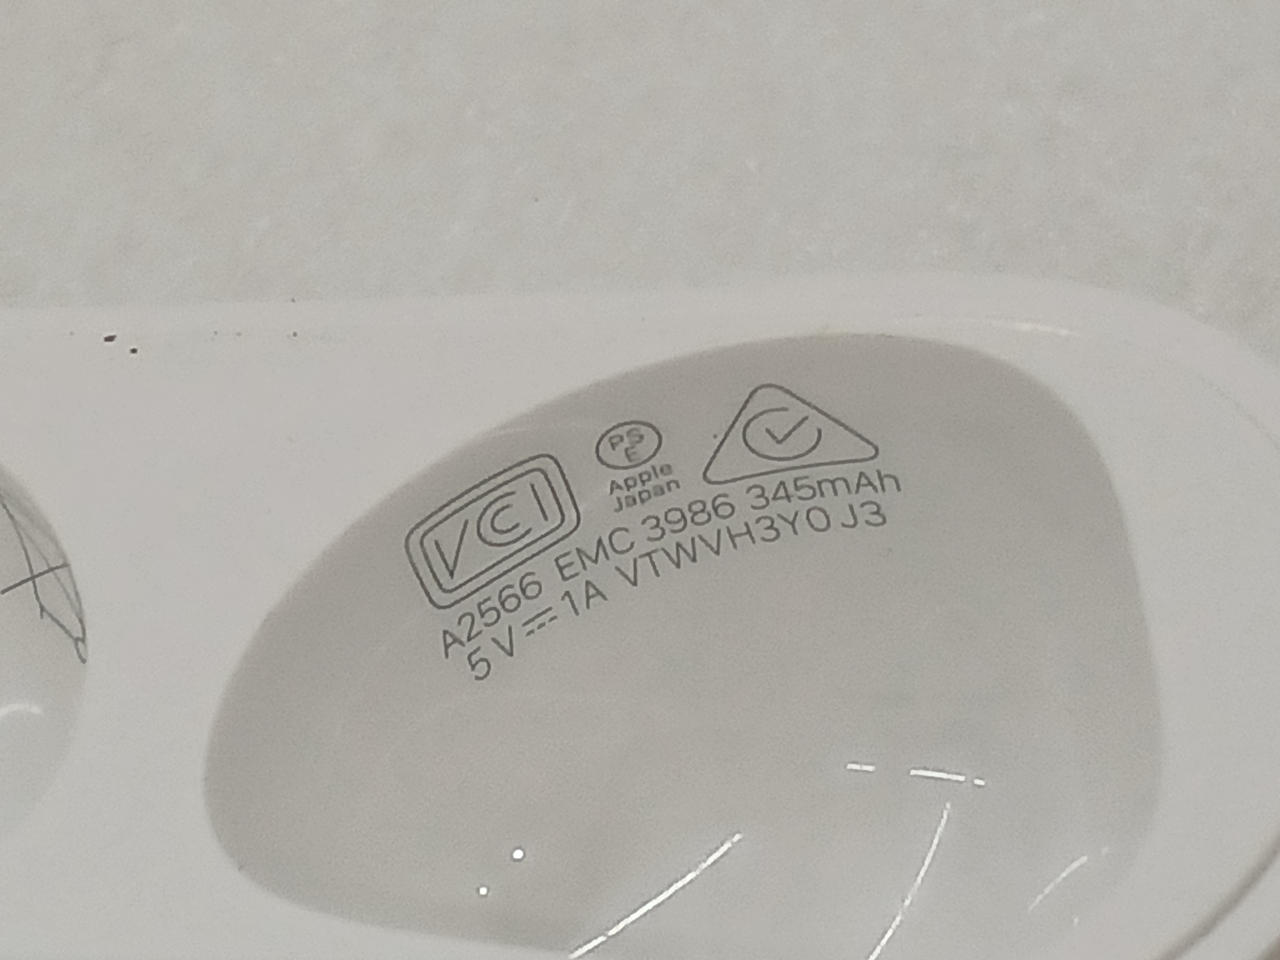 VCI
PS
E
Apple
Japan
A2566 EMC 3986 345mAh
5V⎓1A VTWVH3Y0J3